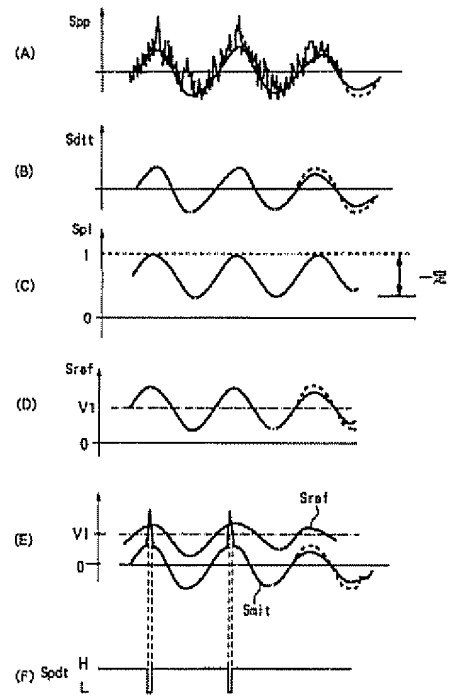 (A) Spp
(B) Sdtt
(C) Spl
1
0
(D) Sref
V1
0
(E) V1
0
Sref
Smit
(F) Spdt H
L